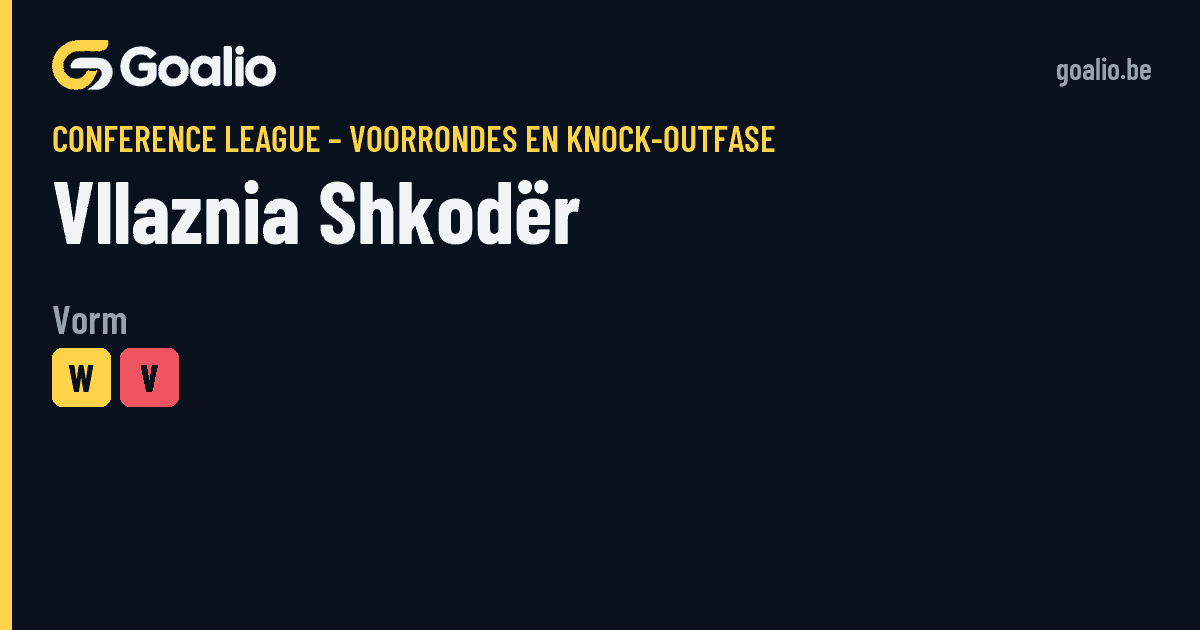 Goalio
goalio.be
CONFERENCE LEAGUE – VOORRONDES EN KNOCK-OUTFASE
Vllaznia Shkodër
Vorm
W V